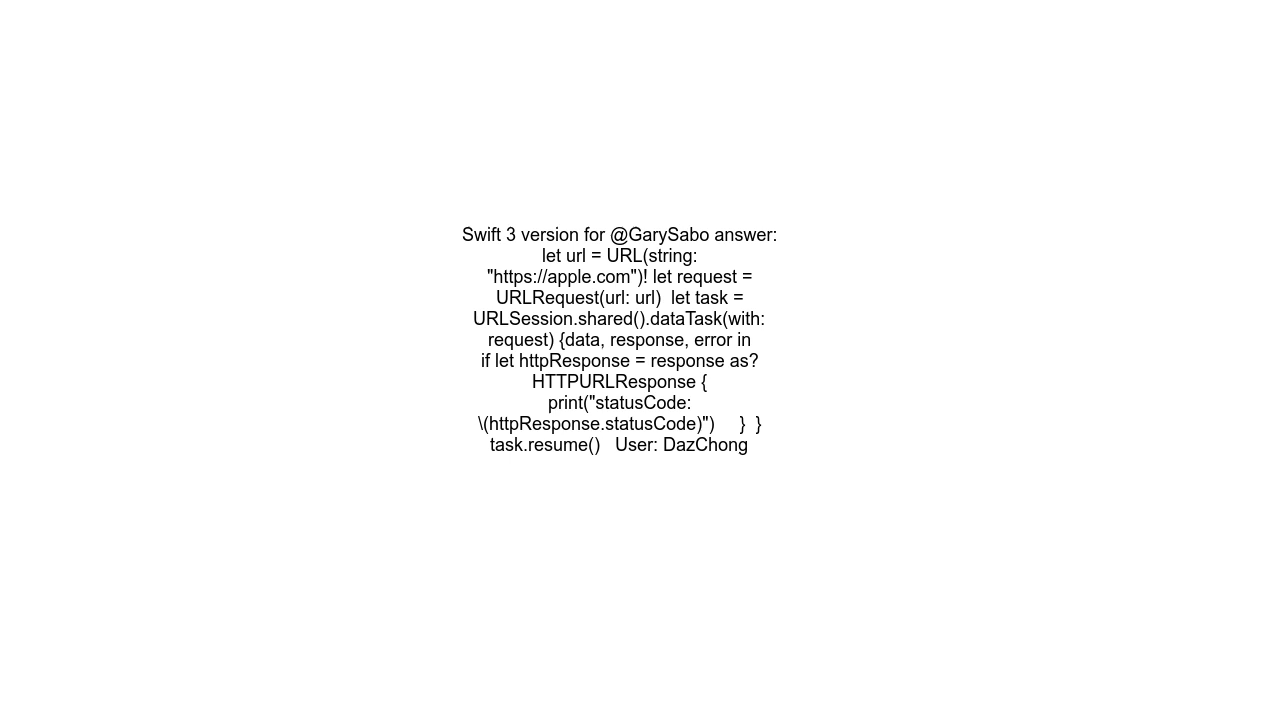 Swift 3 version for @GarySabo answer:
let url = URL(string:
"https://apple.com")! let request =
URLRequest(url: url)  let task =
URLSession.shared().dataTask(with:
request) {data, response, error in
if let httpResponse = response as?
HTTPURLResponse {
print("statusCode:
\(httpResponse.statusCode)")     }  }
task.resume()   User: DazChong